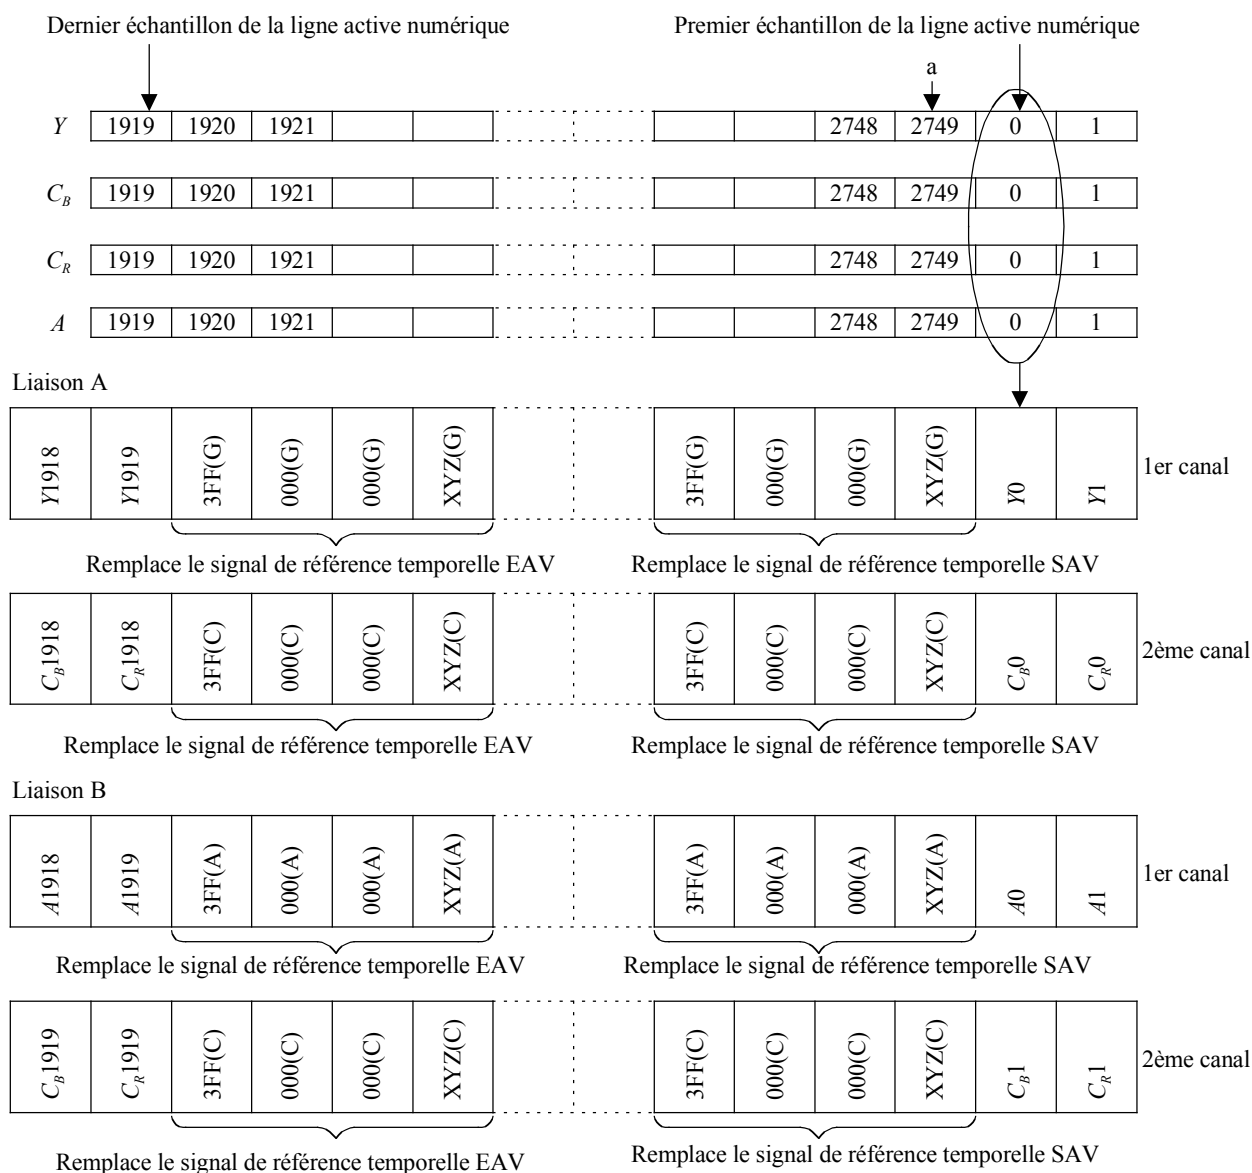 Dernier échantillon de la ligne active numérique
Premier échantillon de la ligne active numérique
a
Y 1919 1920 1921 2748 2749 0 1
C_B 1919 1920 1921 2748 2749 0 1
C_R 1919 1920 1921 2748 2749 0 1
A 1919 1920 1921 2748 2749 0 1
Liaison A
Y1918 Y1919 3FF(G) 000(G) 000(G) XYZ(G) 3FF(G) 000(G) 000(G) XYZ(G) Y0 Y1 1er canal
Remplace le signal de référence temporelle EAV
Remplace le signal de référence temporelle SAV
C_B1918 C_R1918 3FF(C) 000(C) 000(C) XYZ(C) 3FF(C) 000(C) 000(C) XYZ(C) C_B0 C_R0 2ème canal
Remplace le signal de référence temporelle EAV
Remplace le signal de référence temporelle SAV
Liaison B
A1918 A1919 3FF(A) 000(A) 000(A) XYZ(A) 3FF(A) 000(A) 000(A) XYZ(A) A0 A1 1er canal
Remplace le signal de référence temporelle EAV
Remplace le signal de référence temporelle SAV
C_B1919 C_R1919 3FF(C) 000(C) 000(C) XYZ(C) 3FF(C) 000(C) 000(C) XYZ(C) C_B1 C_R1 2ème canal
Remplace le signal de référence temporelle EAV
Remplace le signal de référence temporelle SAV